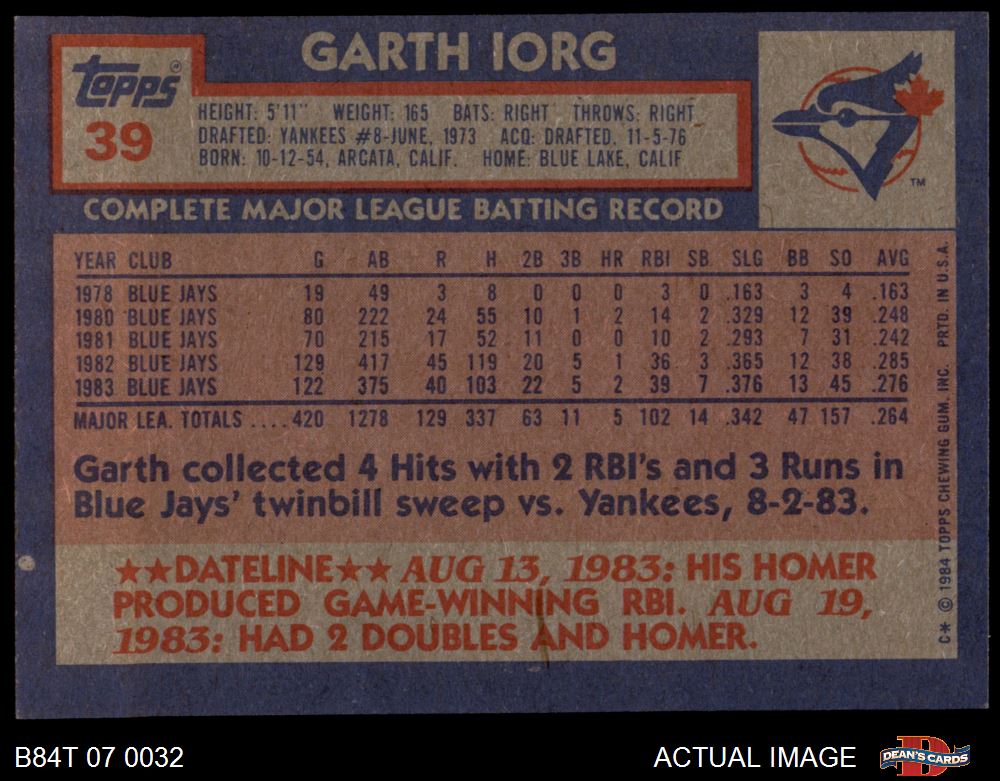 GARTH IORG
TOPPS®
39
HEIGHT: 5'11" WEIGHT: 165 BATS: RIGHT THROWS: RIGHT
DRAFTED: YANKEES #8-JUNE, 1973 ACQ: DRAFTED, 11-5-76
BORN: 10-12-54, ARCATA, CALIF. HOME: BLUE LAKE, CALIF
TM
COMPLETE MAJOR LEAGUE BATTING RECORD
YEAR CLUB G AB R H 2B 3B HR RBI SB SLG BB SO AVG
1978 BLUE JAYS 19 49 3 8 0 0 0 3 0 .163 3 4 .163
1980 BLUE JAYS 80 222 24 55 10 1 2 14 2 .329 12 39 .248
1981 BLUE JAYS 70 215 17 52 11 0 0 10 2 .293 7 31 .242
1982 BLUE JAYS 129 417 45 119 20 5 1 36 3 .365 12 38 .285
1983 BLUE JAYS 122 375 40 103 22 5 2 39 7 .376 13 45 .276
MAJOR LEA. TOTALS ....420 1278 129 337 63 11 5 102 14 .342 47 157 .264
Garth collected 4 Hits with 2 RBI's and 3 Runs in
Blue Jays' twinbill sweep vs. Yankees, 8-2-83.
★★DATELINE★★ AUG 13, 1983: HIS HOMER
PRODUCED GAME-WINNING RBI. AUG 19,
1983: HAD 2 DOUBLES AND HOMER.
C* © 1984 TOPPS CHEWING GUM, INC. PRTD. IN U.S.A.
B84T 07 0032
ACTUAL IMAGE
D
DEAN'S CARDS